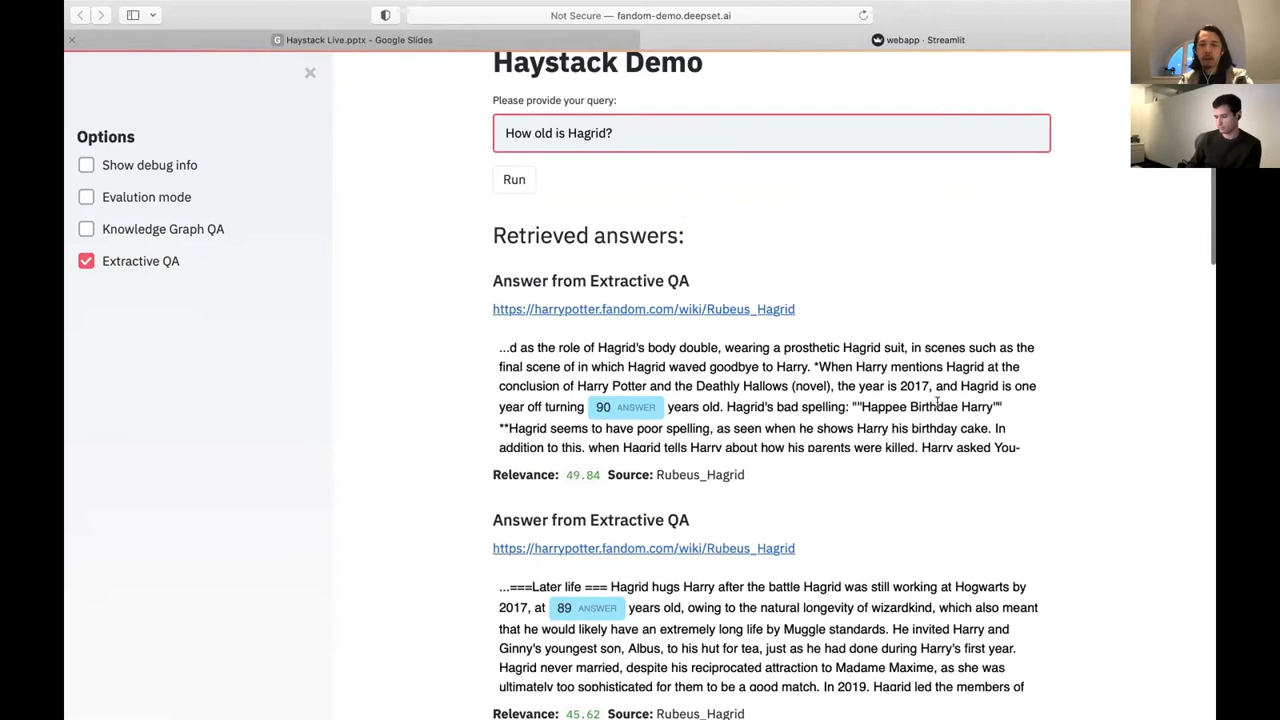 Not Secure — fandom-demo.deepset.ai
Haystack Live.pptx - Google Slides
webapp · Streamlit
Haystack Demo
Please provide your query:
How old is Hagrid?
Run
Options
Show debug info
Evalution mode
Knowledge Graph QA
Extractive QA
Retrieved answers:
Answer from Extractive QA
https://harrypotter.fandom.com/wiki/Rubeus_Hagrid
...d as the role of Hagrid's body double, wearing a prosthetic Hagrid suit, in scenes such as the
final scene of in which Hagrid waved goodbye to Harry. *When Harry mentions Hagrid at the
conclusion of Harry Potter and the Deathly Hallows (novel), the year is 2017, and Hagrid is one
year off turning 90 ANSWER years old. Hagrid's bad spelling: ""Happee Birthdae Harry""
**Hagrid seems to have poor spelling, as seen when he shows Harry his birthday cake. In
addition to this, when Hagrid tells Harry about how his parents were killed, Harry asked You-
Relevance: 49.84 Source: Rubeus_Hagrid
Answer from Extractive QA
https://harrypotter.fandom.com/wiki/Rubeus_Hagrid
...===Later life === Hagrid hugs Harry after the battle Hagrid was still working at Hogwarts by
2017, at 89 ANSWER years old, owing to the natural longevity of wizardkind, which also meant
that he would likely have an extremely long life by Muggle standards. He invited Harry and
Ginny's youngest son, Albus, to his hut for tea, just as he had done during Harry's first year.
Hagrid never married, despite his reciprocated attraction to Madame Maxime, as she was
ultimately too sophisticated for them to be a good match. In 2019, Hagrid led the members of
Relevance: 45.62 Source: Rubeus_Hagrid